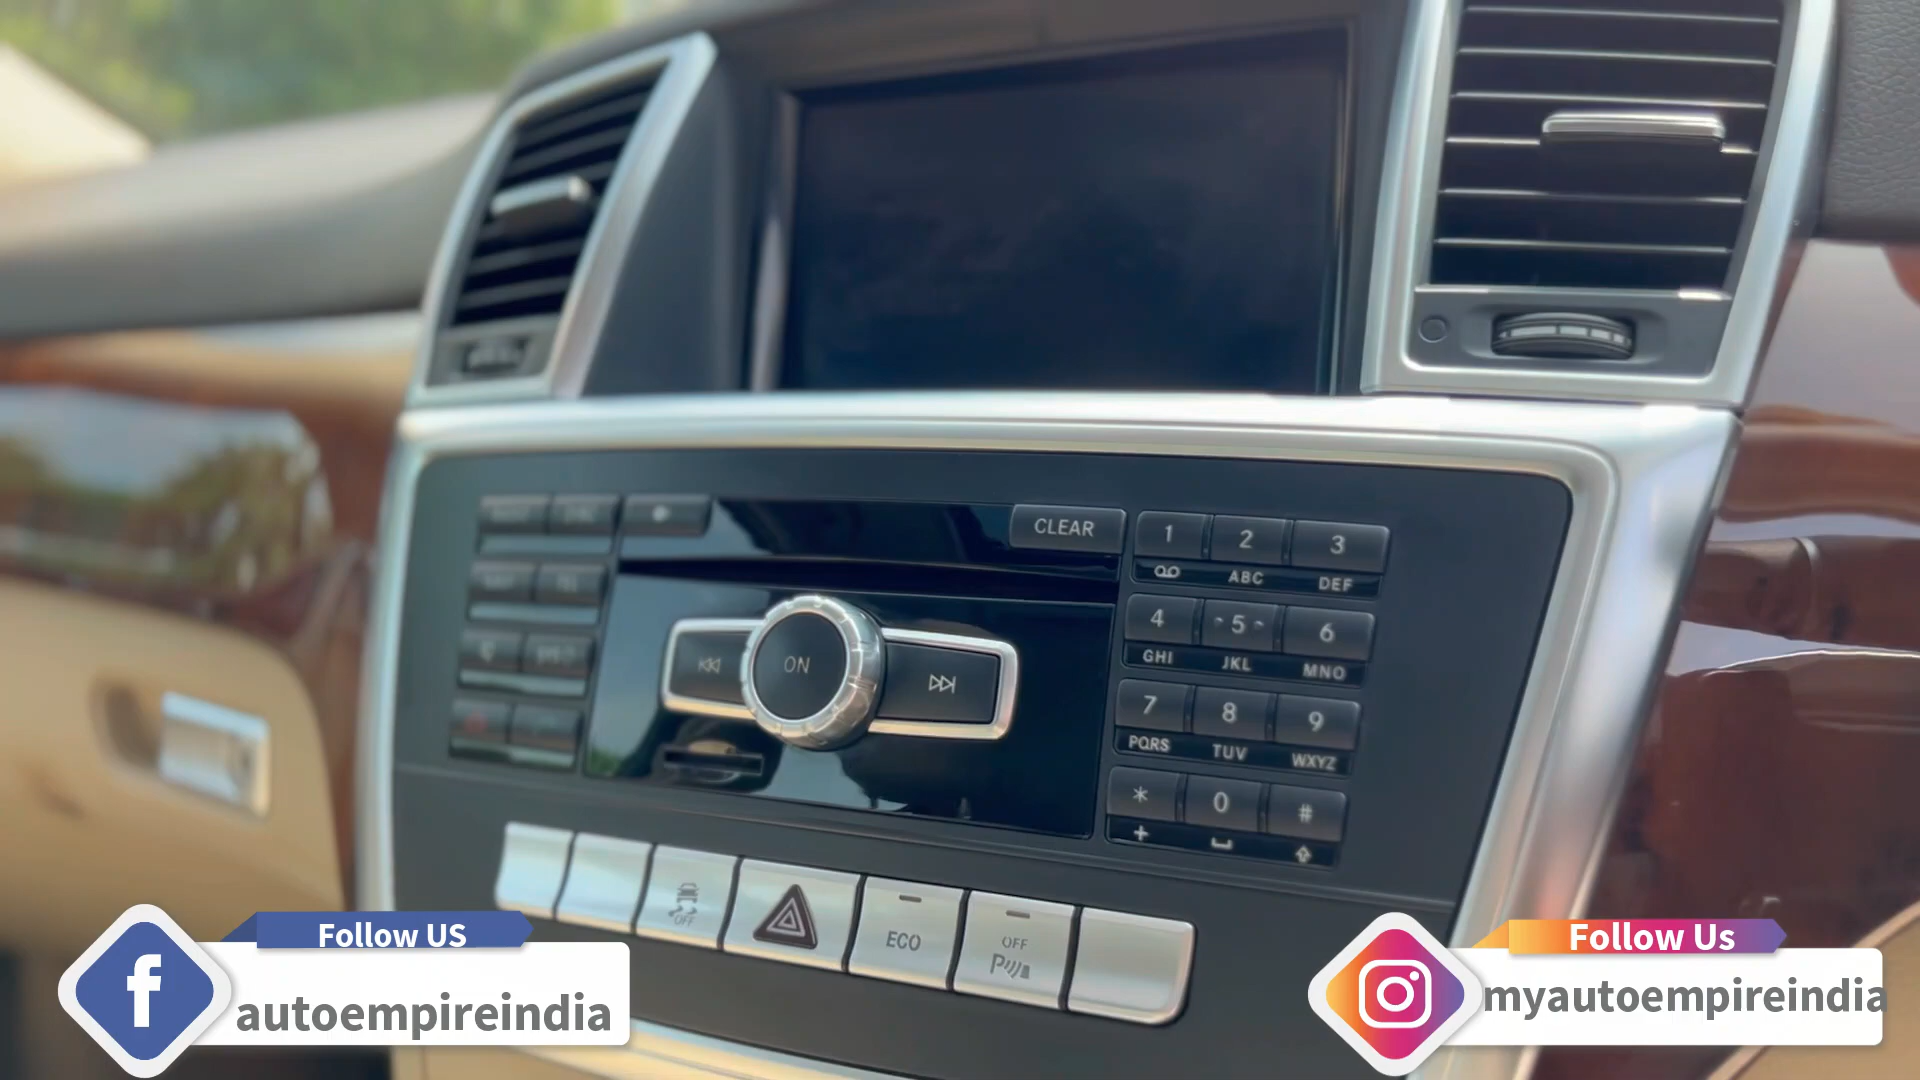 CLEAR
1 2 3
ABC DEF
4 5 6
GHI JKL MNO
ON
7 8 9
PQRS TUV WXYZ
* 0 #
+
OFF
ECO
OFF
P
Follow US
autoempireindia
Follow Us
myautoempireindia